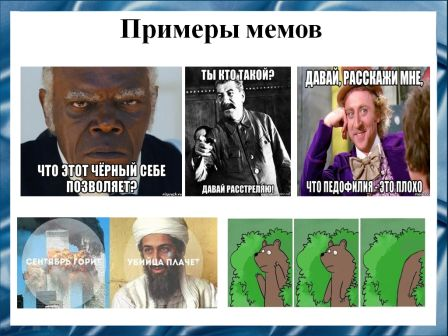 Примеры мемов
ЧТО ЭТОТ ЧЁРНЫЙ СЕБЕ
ПОЗВОЛЯЕТ?
ТЫ КТО ТАКОЙ?
ДАВАЙ РАССТРЕЛЯЮ!
ДАВАЙ, РАССКАЖИ МНЕ,
ЧТО ПЕДОФИЛИЯ - ЭТО ПЛОХО
СЕНТЯБРЬ ГОРИТ
УБИЙЦА ПЛАЧЕТ